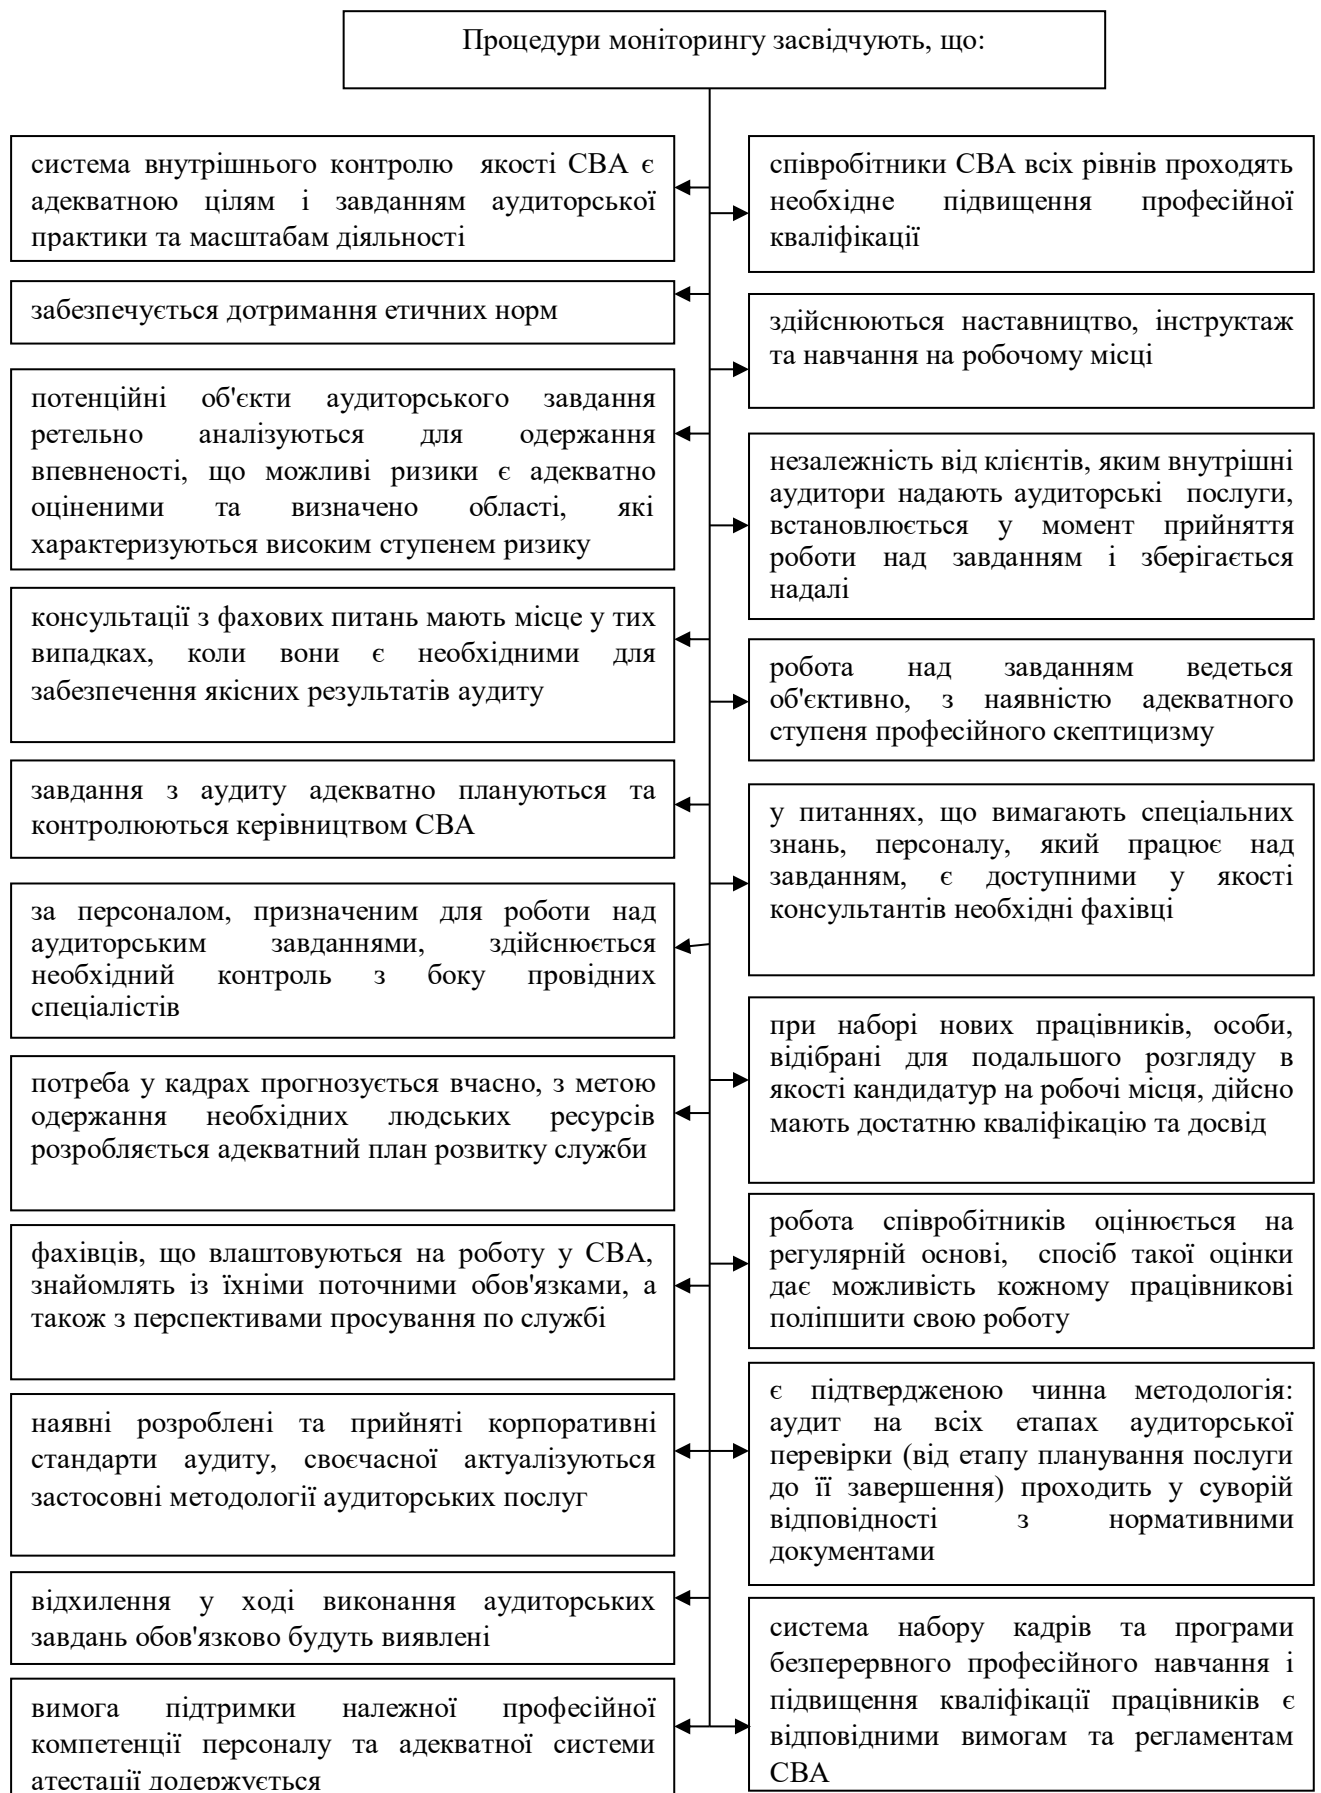 Процедури моніторингу засвідчують, що:
система внутрішнього контролю якості СВА є
адекватною цілям і завданням аудиторської
практики та масштабам діяльності
забезпечується дотримання етичних норм
потенційні об'єкти аудиторського завдання
ретельно аналізуються для одержання
впевненості, що можливі ризики є адекватно
оціненими та визначено області, які
характеризуються високим ступенем ризику
консультації з фахових питань мають місце у тих
випадках, коли вони є необхідними для
забезпечення якісних результатів аудиту
завдання з аудиту адекватно плануються та
контролюються керівництвом СВА
за персоналом, призначеним для роботи над
аудиторським завданнями, здійснюється
необхідний контроль з боку провідних
спеціалістів
потреба у кадрах прогнозується вчасно, з метою
одержання необхідних людських ресурсів
розробляється адекватний план розвитку служби
фахівців, що влаштовуються на роботу у СВА,
знайомлять із їхніми поточними обов'язками, а
також з перспективами просування по службі
наявні розроблені та прийняті корпоративні
стандарти аудиту, своєчасної актуалізуються
застосовні методології аудиторських послуг
відхилення у ході виконання аудиторських
завдань обов'язково будуть виявлені
вимога підтримки належної професійної
компетенції персоналу та адекватної системи
атестації додержується
співробітники СВА всіх рівнів проходять
необхідне підвищення професійної
кваліфікації
здійснюються наставництво, інструктаж
та навчання на робочому місці
незалежність від клієнтів, яким внутрішні
аудитори надають аудиторські послуги,
встановлюється у момент прийняття
роботи над завданням і зберігається
надалі
робота над завданням ведеться
об'єктивно, з наявністю адекватного
ступеня професійного скептицизму
у питаннях, що вимагають спеціальних
знань, персоналу, який працює над
завданням, є доступними у якості
консультантів необхідні фахівці
при наборі нових працівників, особи,
відібрані для подальшого розгляду в
якості кандидатур на робочі місця, дійсно
мають достатню кваліфікацію та досвід
робота співробітників оцінюється на
регулярній основі, спосіб такої оцінки
дає можливість кожному працівникові
поліпшити свою роботу
є підтвердженою чинна методологія:
аудит на всіх етапах аудиторської
перевірки (від етапу планування послуги
до її завершення) проходить у суворій
відповідності з нормативними
документами
система набору кадрів та програми
безперервного професійного навчання і
підвищення кваліфікації працівників є
відповідними вимогам та регламентам
СВА